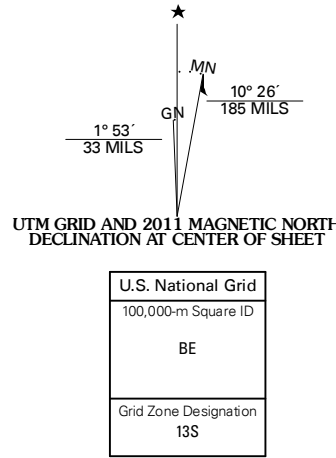 MN
GN
10° 26´
185 MILS
1° 53´
33 MILS
UTM GRID AND 2011 MAGNETIC NORTH
DECLINATION AT CENTER OF SHEET
U.S. National Grid
100,000-m Square ID
BE
Grid Zone Designation
13S